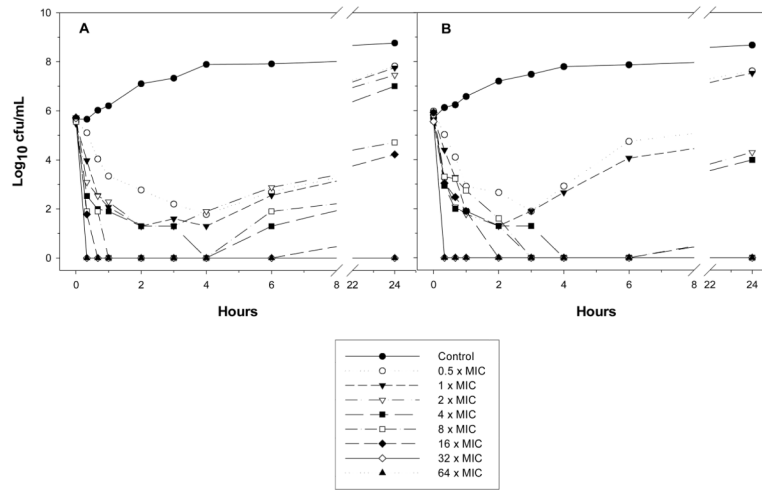 10
8
6
4
2
0
Log10 cfu/mL
A
B
0 2 4 6 8 22 24
0 2 4 6 8 22 24
Hours
Hours
Control
0.5 x MIC
1 x MIC
2 x MIC
4 x MIC
8 x MIC
16 x MIC
32 x MIC
64 x MIC